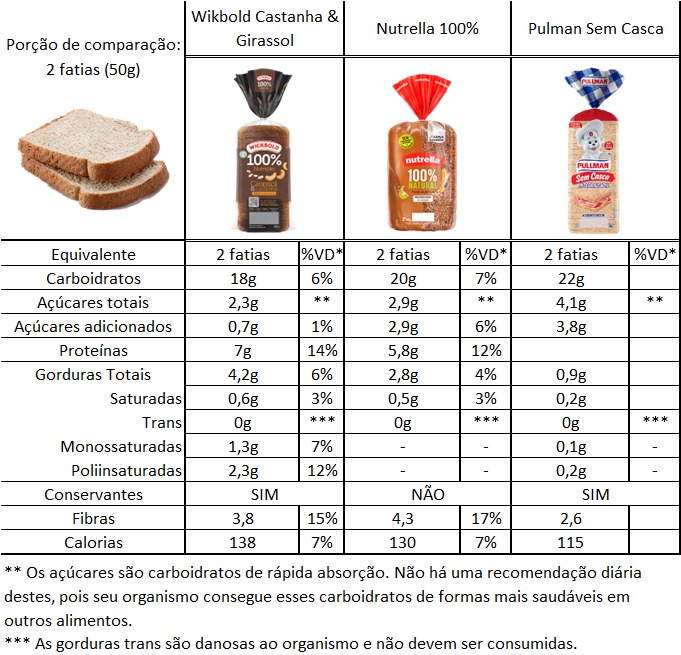 Porção de comparação:
2 fatias (50g)
Wikbold Castanha &
Girassol
Nutrella 100%
Pulman Sem Casca
WICKBOLD
100%
Nutrição
Girassol
nutrella
100%
NATURAL
PULLMAN
PULLMAN
Sem Casca
Equivalente 2 fatias %VD* 2 fatias %VD* 2 fatias %VD*
Carboidratos 18g 6% 20g 7% 22g
Açúcares totais 2,3g ** 2,9g ** 4,1g **
Açúcares adicionados 0,7g 1% 2,9g 6% 3,8g
Proteínas 7g 14% 5,8g 12%
Gorduras Totais 4,2g 6% 2,8g 4% 0,9g
Saturadas 0,6g 3% 0,5g 3% 0,2g
Trans 0g *** 0g *** 0g ***
Monossaturadas 1,3g 7% - - 0,1g -
Poliinsaturadas 2,3g 12% - - 0,2g -
Conservantes SIM NÃO SIM
Fibras 3,8 15% 4,3 17% 2,6
Calorias 138 7% 130 7% 115
** Os açúcares são carboidratos de rápida absorção. Não há uma recomendação diária
destes, pois seu organismo consegue esses carboidratos de formas mais saudáveis em
outros alimentos.
*** As gorduras trans são danosas ao organismo e não devem ser consumidas.